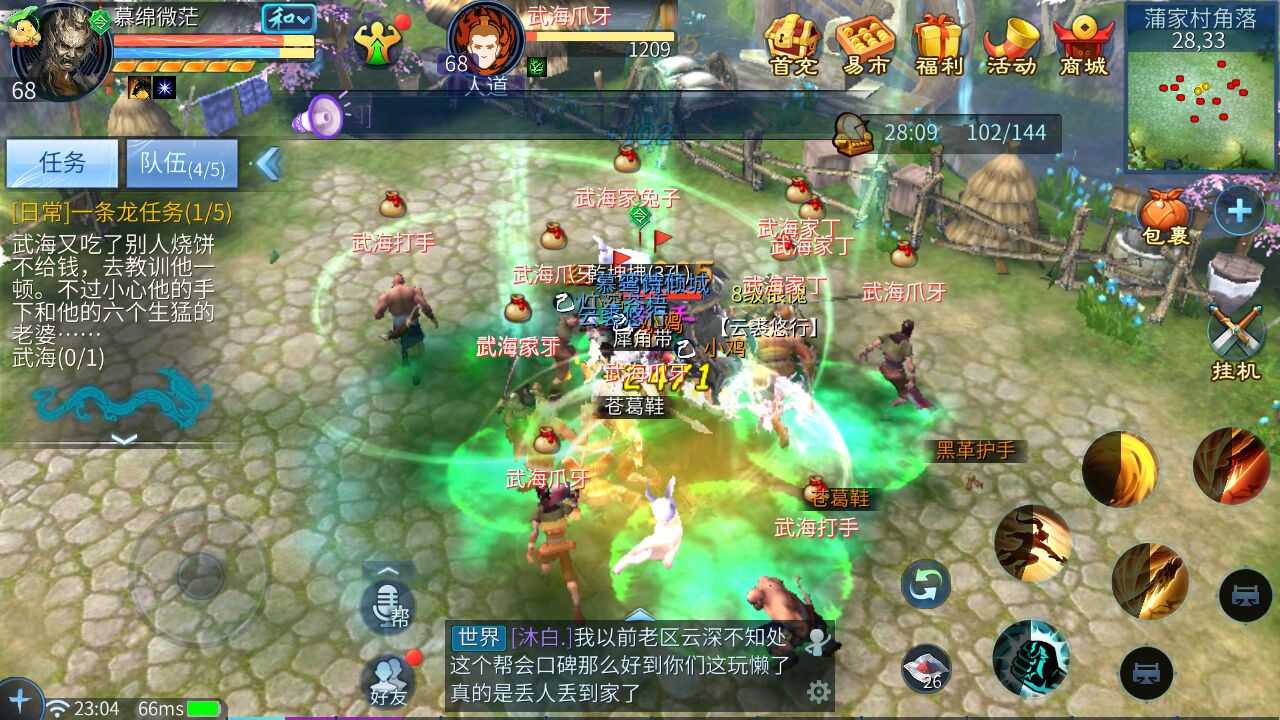 慕绵微茫
和
68
武海爪牙
1209
68
人道
首充
易市
福利
活动
商城
蒲家村角落
28,33
28:09
102/144
任务
队伍(4/5)
[日常]一条龙任务(1/5)
武海又吃了别人烧饼
不给钱，去教训他一
顿。不过小心他的手
下和他的六个生猛的
老婆……
武海(0/1)
包裹
挂机
武海家兔子
武海打手
武海家丁
武海家丁
武海爪牙
武海家丁
武海爪牙
武海家牙
【云裘悠行】
犀角带
小鸡
武海爪牙
2471
苍葛鞋
黑革护手
武海爪牙
苍葛鞋
武海打手
帮
好友
世界
[沐白.]我以前老区云深不知处
这个帮会口碑那么好到你们这玩懒了
真的是丢人丢到家了
26
23:04
66ms